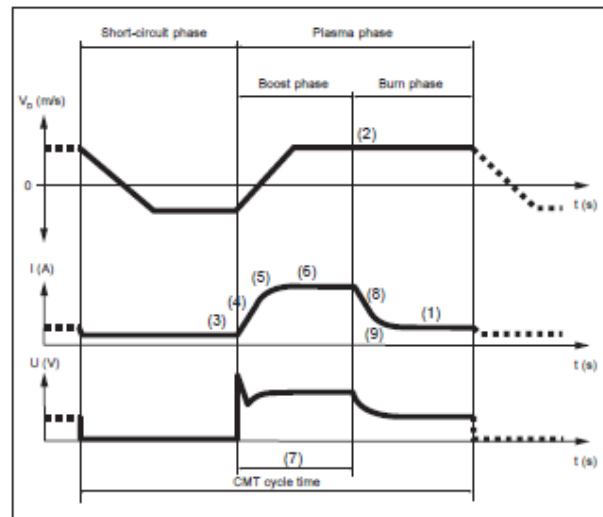 Short-circuit phase Plasma phase
Boost phase Burn phase
V_D (m/s)
(2)
0
t (s)
I (A)
(5) (6)
(4) (8)
(3) (1)
(9)
U (V) t (s)
t (s)
(7)
CMT cycle time